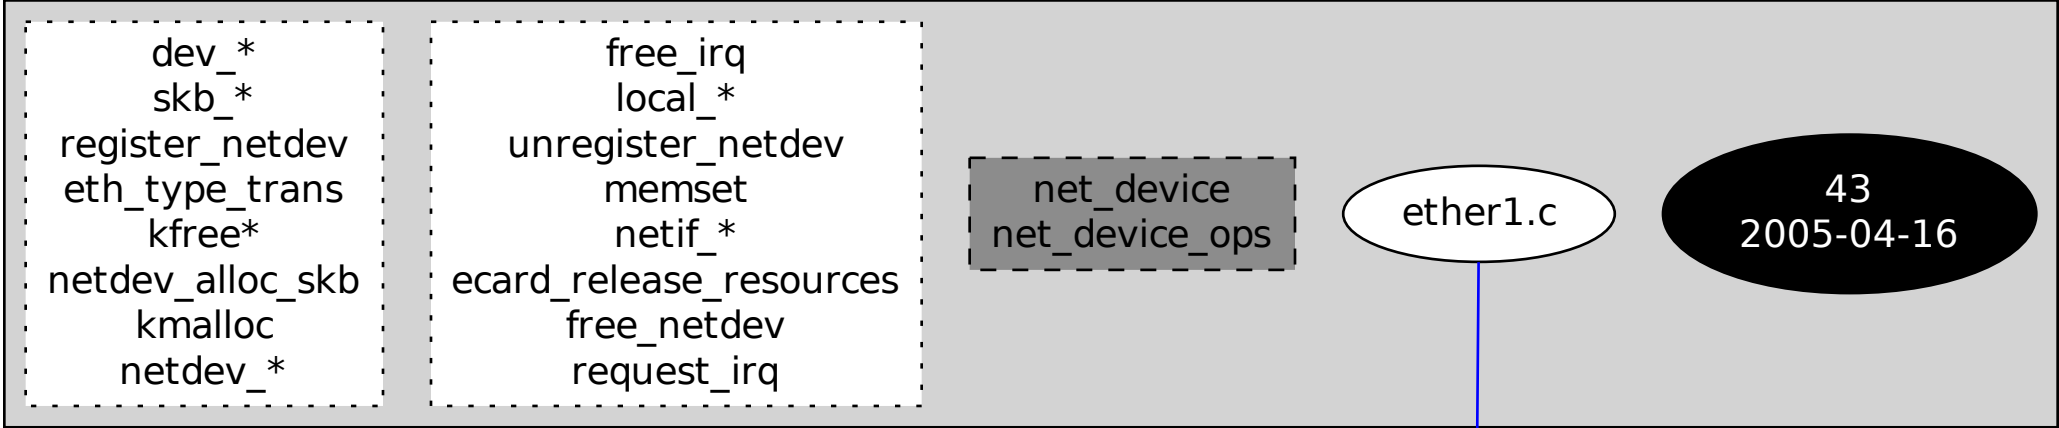 dev_*
skb_*
register_netdev
eth_type_trans
kfree*
netdev_alloc_skb
kmalloc
netdev_*
free_irq
local_*
unregister_netdev
memset
netif_*
ecard_release_resources
free_netdev
request_irq
net_device
net_device_ops
ether1.c
43
2005-04-16